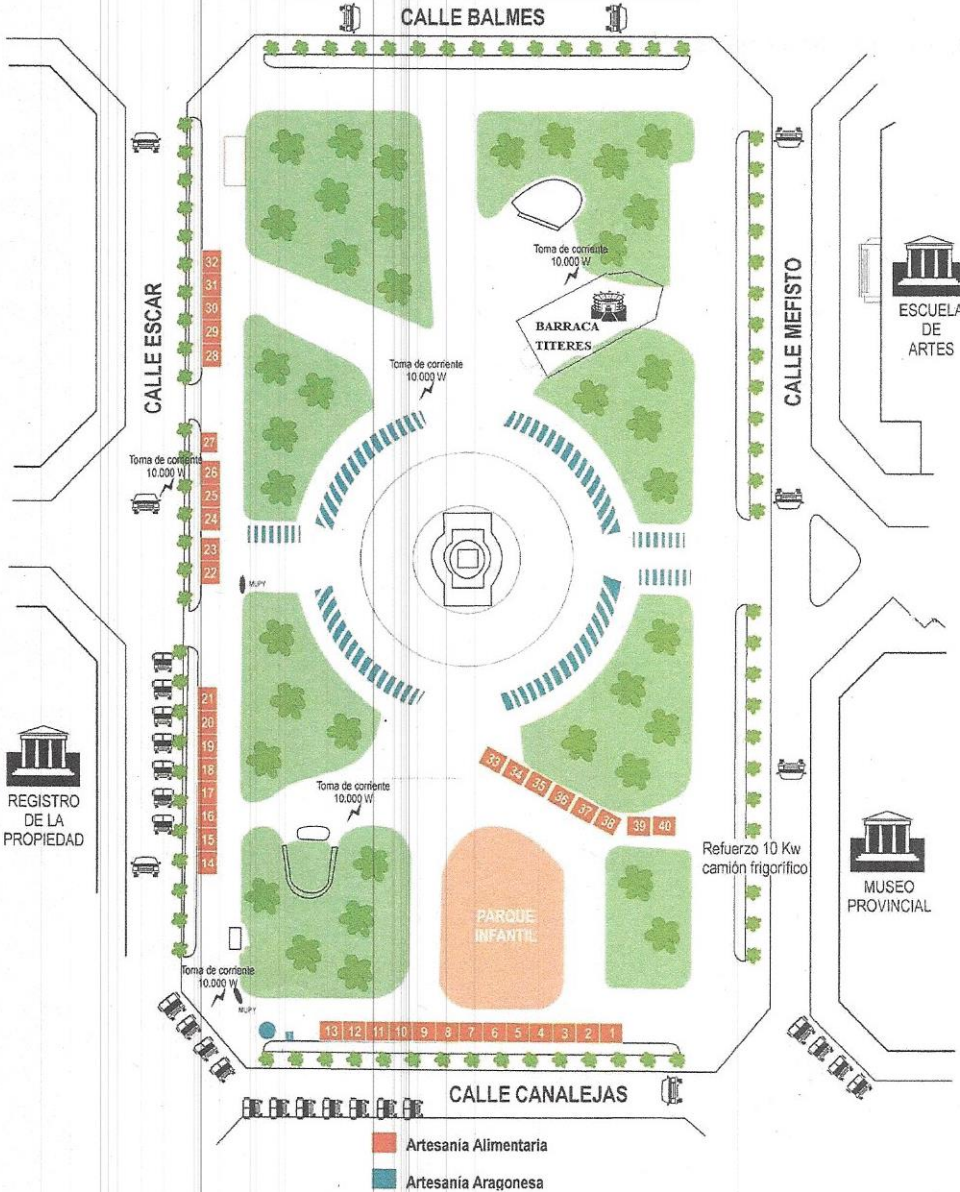 CALLE BALMES
CALLE ESCAR
CALLE MEFISTO
ESCUELA
DE
ARTES
Toma de corriente
10.000 W
BARRACA
TITERES
Toma de corriente
10.000 W
32
31
30
29
28
27
Toma de corriente
10.000 W
26
25
24
23
22
MUPY
21
20
19
18
17
16
15
14
REGISTRO
DE LA
PROPIEDAD
33 34 35 36 37 38 39 40
Toma de corriente
10.000 W
Refuerzo 10 Kw
camión frigorífico
MUSEO
PROVINCIAL
PARQUE
INFANTIL
Toma de corriente
10.000 W
MUPY
13 12 11 10 9 8 7 6 5 4 3 2 1
CALLE CANALEJAS
Artesanía Alimentaria
Artesanía Aragonesa